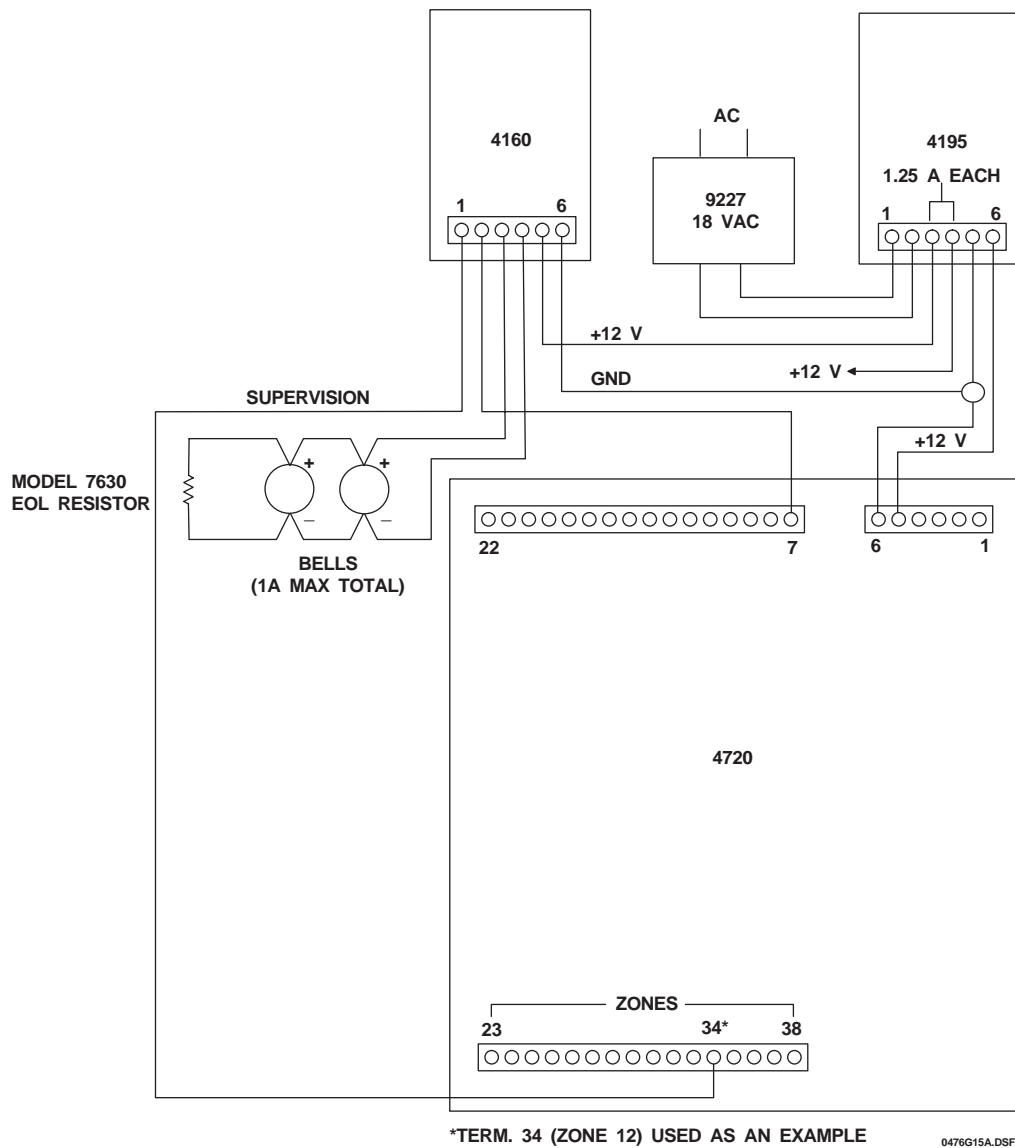 4160
1 6
AC
9227
18 VAC
4195
1.25 A EACH
1 6
+12 V
+12 V
GND
SUPERVISION
+12 V
MODEL 7630
EOL RESISTOR
+ +
_ _
BELLS
(1A MAX TOTAL)
22 7
6 1
4720
ZONES
23 34* 38
*TERM. 34 (ZONE 12) USED AS AN EXAMPLE
0476G15A.DSF